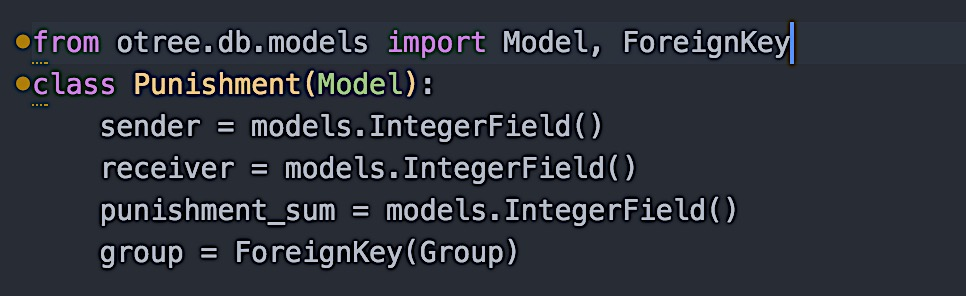 from otree.db.models import Model, ForeignKey
class Punishment(Model):
    sender = models.IntegerField()
    receiver = models.IntegerField()
    punishment_sum = models.IntegerField()
    group = ForeignKey(Group)